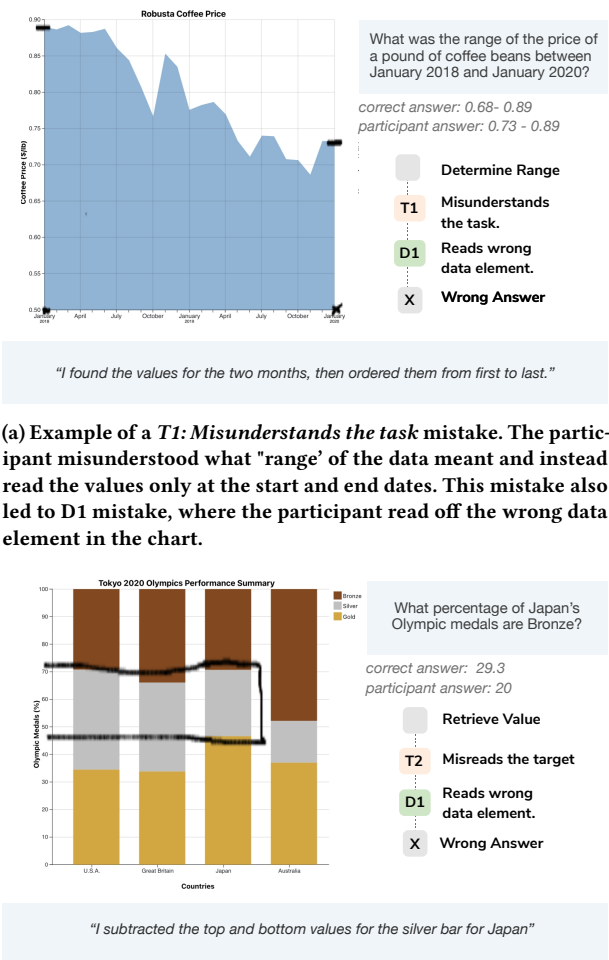 Robusta Coffee Price
0.90
0.85
0.80
0.75
0.70
0.65
0.60
0.55
0.50
Coffee Price ($/lb)
January
2018
April
July
October
January
2019
April
July
October
January
2020
What was the range of the price of
a pound of coffee beans between
January 2018 and January 2020?
correct answer: 0.68- 0.89
participant answer: 0.73 - 0.89
Determine Range
T1
Misunderstands
the task.
D1
Reads wrong
data element.
X
Wrong Answer
“I found the values for the two months, then ordered them from first to last.”
(a) Example of a T1: Misunderstands the task mistake. The partic-
ipant misunderstood what "range’ of the data meant and instead
read the values only at the start and end dates. This mistake also
led to D1 mistake, where the participant read off the wrong data
element in the chart.
Tokyo 2020 Olympics Performance Summary
100
90
80
70
60
50
40
30
20
10
0
Olympic Medals (%)
U.S.A.
Great Britain
Japan
Australia
Countries
Bronze
Silver
Gold
What percentage of Japan’s
Olympic medals are Bronze?
correct answer: 29.3
participant answer: 20
Retrieve Value
T2
Misreads the target
D1
Reads wrong
data element.
X
Wrong Answer
“I subtracted the top and bottom values for the silver bar for Japan”